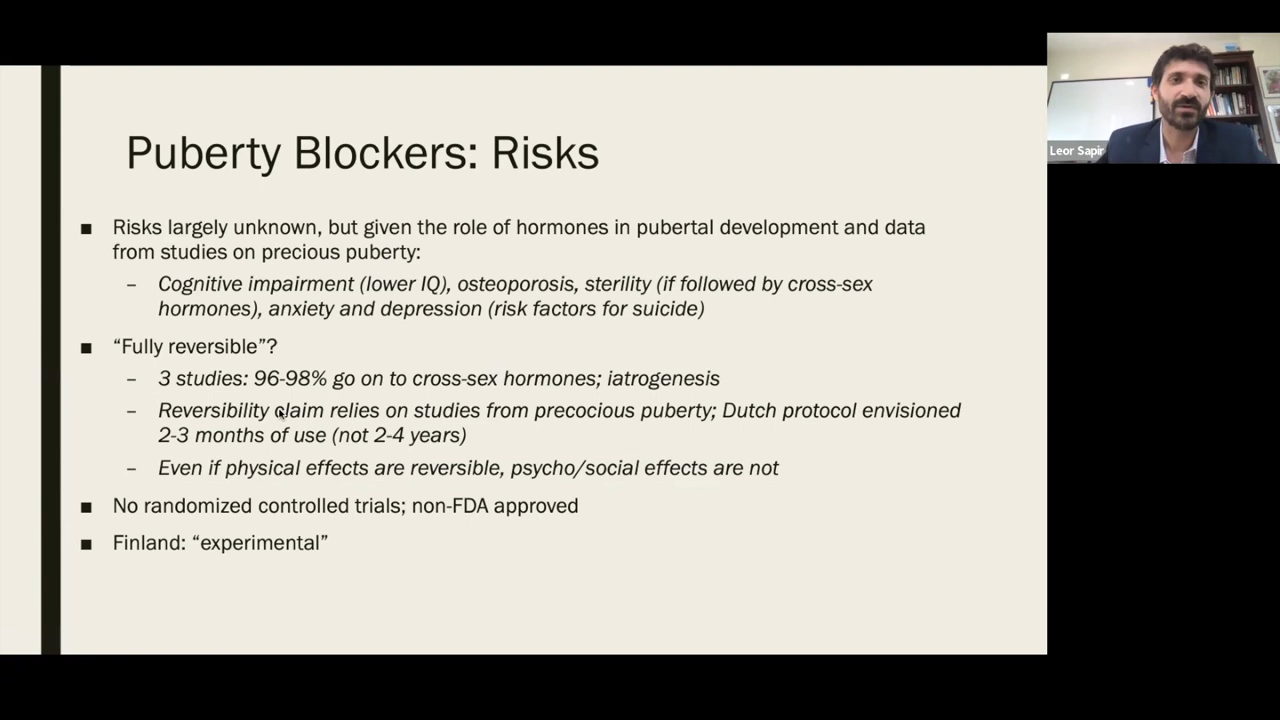 Puberty Blockers: Risks
■ Risks largely unknown, but given the role of hormones in pubertal development and data
from studies on precious puberty:
– Cognitive impairment (lower IQ), osteoporosis, sterility (if followed by cross-sex
hormones), anxiety and depression (risk factors for suicide)
■ “Fully reversible”?
– 3 studies: 96-98% go on to cross-sex hormones; iatrogenesis
– Reversibility claim relies on studies from precocious puberty; Dutch protocol envisioned
2-3 months of use (not 2-4 years)
– Even if physical effects are reversible, psycho/social effects are not
■ No randomized controlled trials; non-FDA approved
■ Finland: “experimental”
Leor Sapir